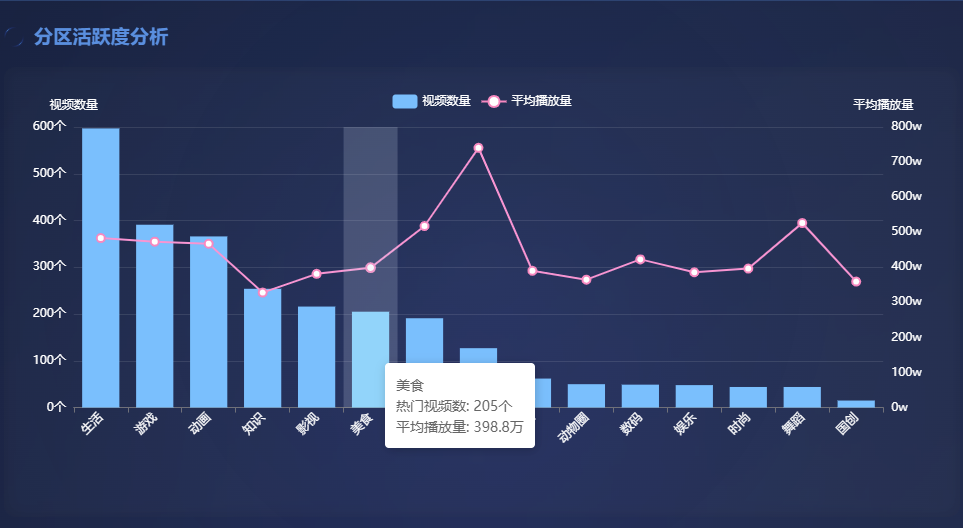 分区活跃度分析
视频数量 平均播放量
视频数量 平均播放量
600个 800w
700w
500个 600w
400个 500w
300个 400w
300w
200个 200w
100个 100w
0个 0w
美食
热门视频数: 205个
平均播放量: 398.8万
生活 游戏 动画 知识 影视 美食 动物圈 数码 娱乐 时尚 舞蹈 国创